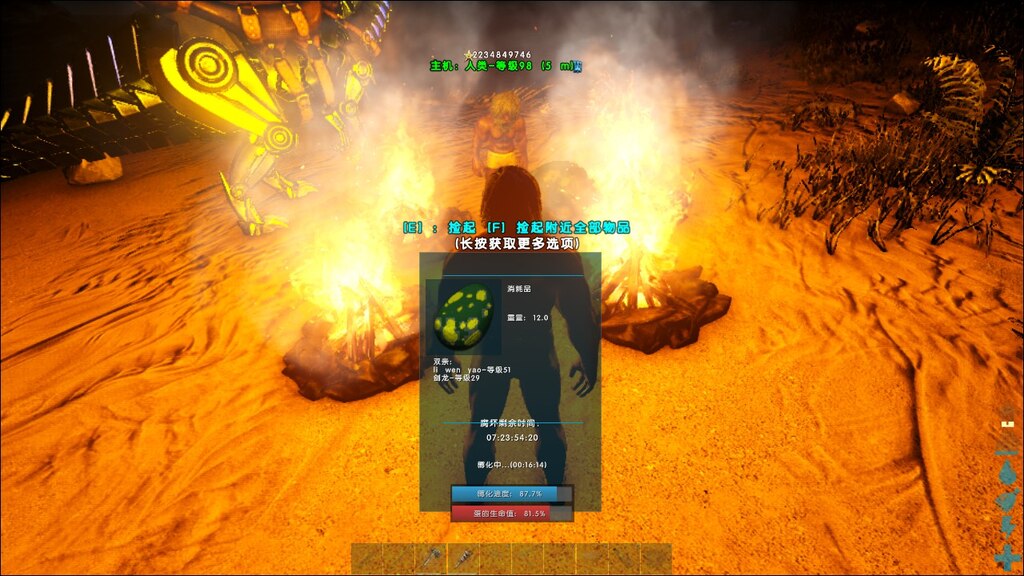 2234849746
主机: 人类-等级98 (5 ml
[E] : 捡起 [F] 捡起附近全部物品
(长按获取更多选项)
消耗品
重量: 12.0
双亲:
li wen yao-等级51
剑龙-等级29
腐坏剩余时间:
07:23:54:20
孵化中...(00:16:14)
孵化进度: 87.7%
蛋的生命值: 81.5%